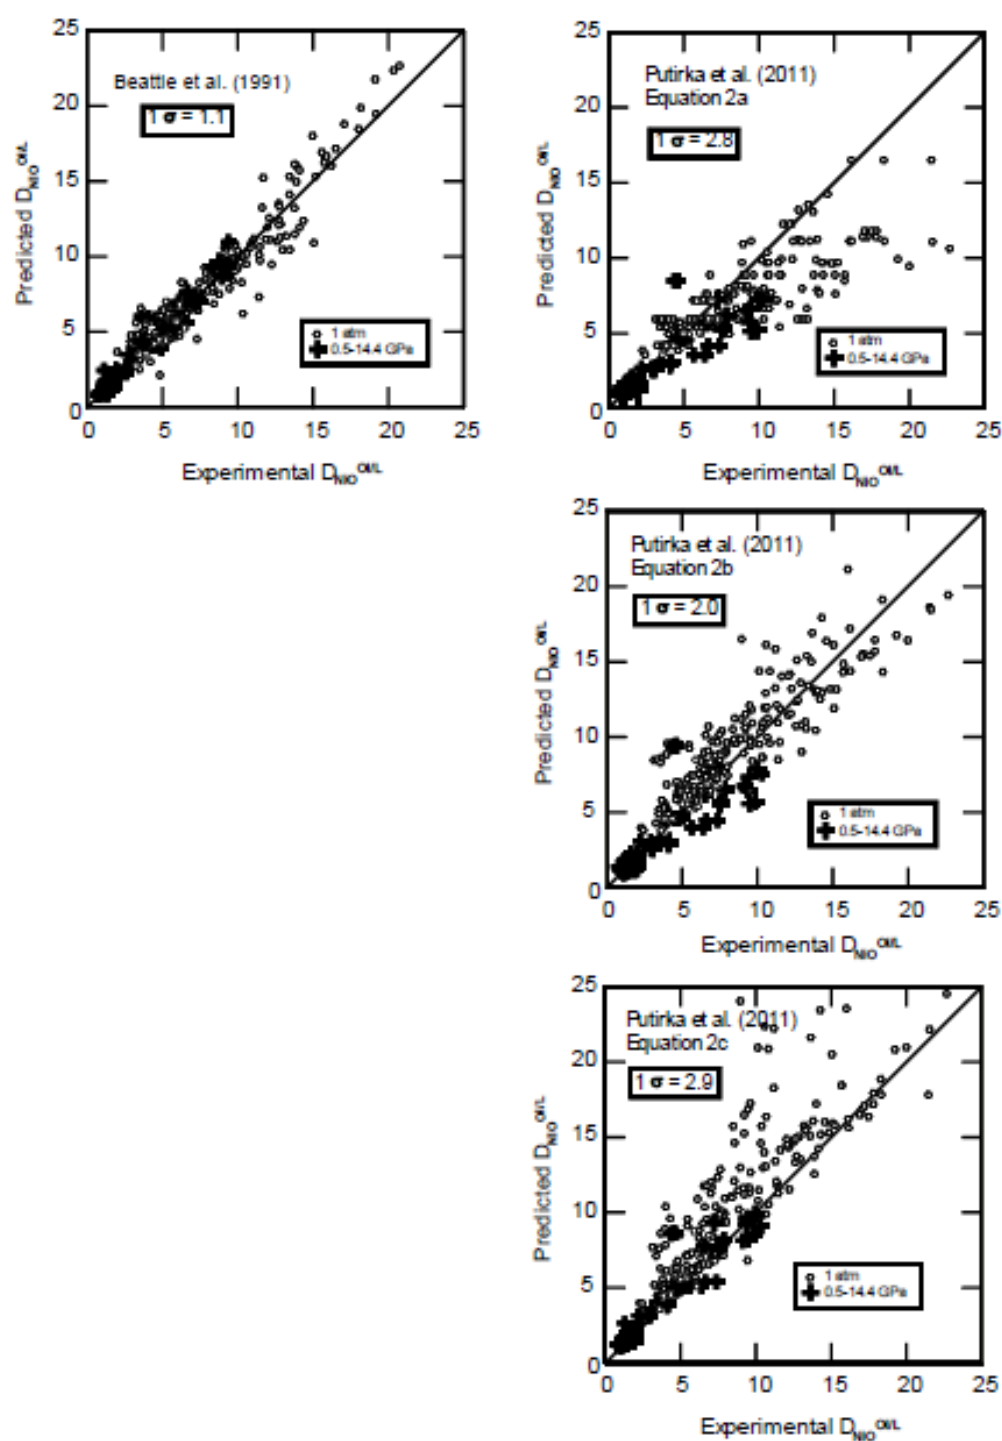 25
20
15
10
5
0
Predicted D_NiO^Ol/L
Beattie et al. (1991)
1 σ = 1.1
1 atm
0.5-14.4 GPa
0 5 10 15 20 25
Experimental D_NiO^Ol/L
25
20
15
10
5
0
Predicted D_NiO^Ol/L
Putirka et al. (2011)
Equation 2a
1 σ = 2.8
1 atm
0.5-14.4 GPa
0 5 10 15 20 25
Experimental D_NiO^Ol/L
25
20
15
10
5
0
Predicted D_NiO^Ol/L
Putirka et al. (2011)
Equation 2b
1 σ = 2.0
1 atm
0.5-14.4 GPa
0 5 10 15 20 25
Experimental D_NiO^Ol/L
25
20
15
10
5
0
Predicted D_NiO^Ol/L
Putirka et al. (2011)
Equation 2c
1 σ = 2.9
1 atm
0.5-14.4 GPa
0 5 10 15 20 25
Experimental D_NiO^Ol/L